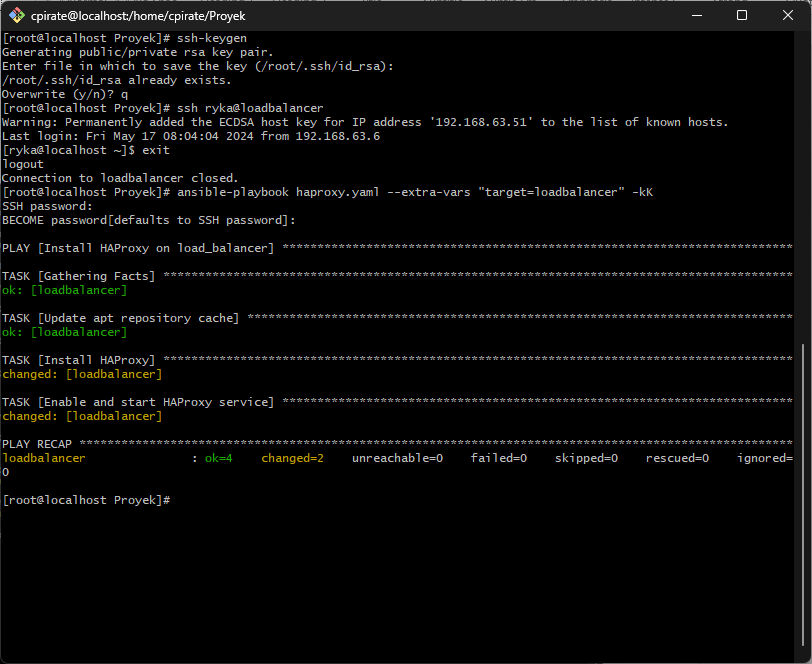 cpirate@localhost:/home/cpirate/Proyek
[root@localhost Proyek]# ssh-keygen
Generating public/private rsa key pair.
Enter file in which to save the key (/root/.ssh/id_rsa):
/root/.ssh/id_rsa already exists.
Overwrite (y/n)? q
[root@localhost Proyek]# ssh ryka@loadbalancer
Warning: Permanently added the ECDSA host key for IP address '192.168.63.51' to the list of known hosts.
Last login: Fri May 17 08:04:04 2024 from 192.168.63.6
[ryka@localhost ~]$ exit
logout
Connection to loadbalancer closed.
[root@localhost Proyek]# ansible-playbook haproxy.yaml --extra-vars "target=loadbalancer" -kK
SSH password:
BECOME password[defaults to SSH password]:
PLAY [Install HAProxy on load_balancer] *************************************************************************
TASK [Gathering Facts] ******************************************************************************************
ok: [loadbalancer]
TASK [Update apt repository cache] ******************************************************************************
ok: [loadbalancer]
TASK [Install HAProxy] ******************************************************************************************
changed: [loadbalancer]
TASK [Enable and start HAProxy service] *************************************************************************
changed: [loadbalancer]
PLAY RECAP ******************************************************************************************************
loadbalancer               : ok=4    changed=2    unreachable=0    failed=0    skipped=0    rescued=0    ignored=
0
[root@localhost Proyek]#